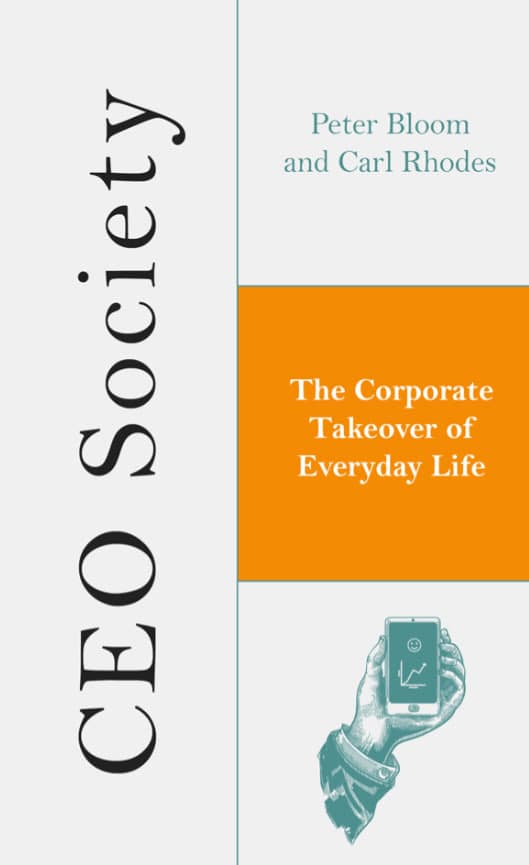 CEO Society
Peter Bloom
and Carl Rhodes
The Corporate
Takeover of
Everyday Life